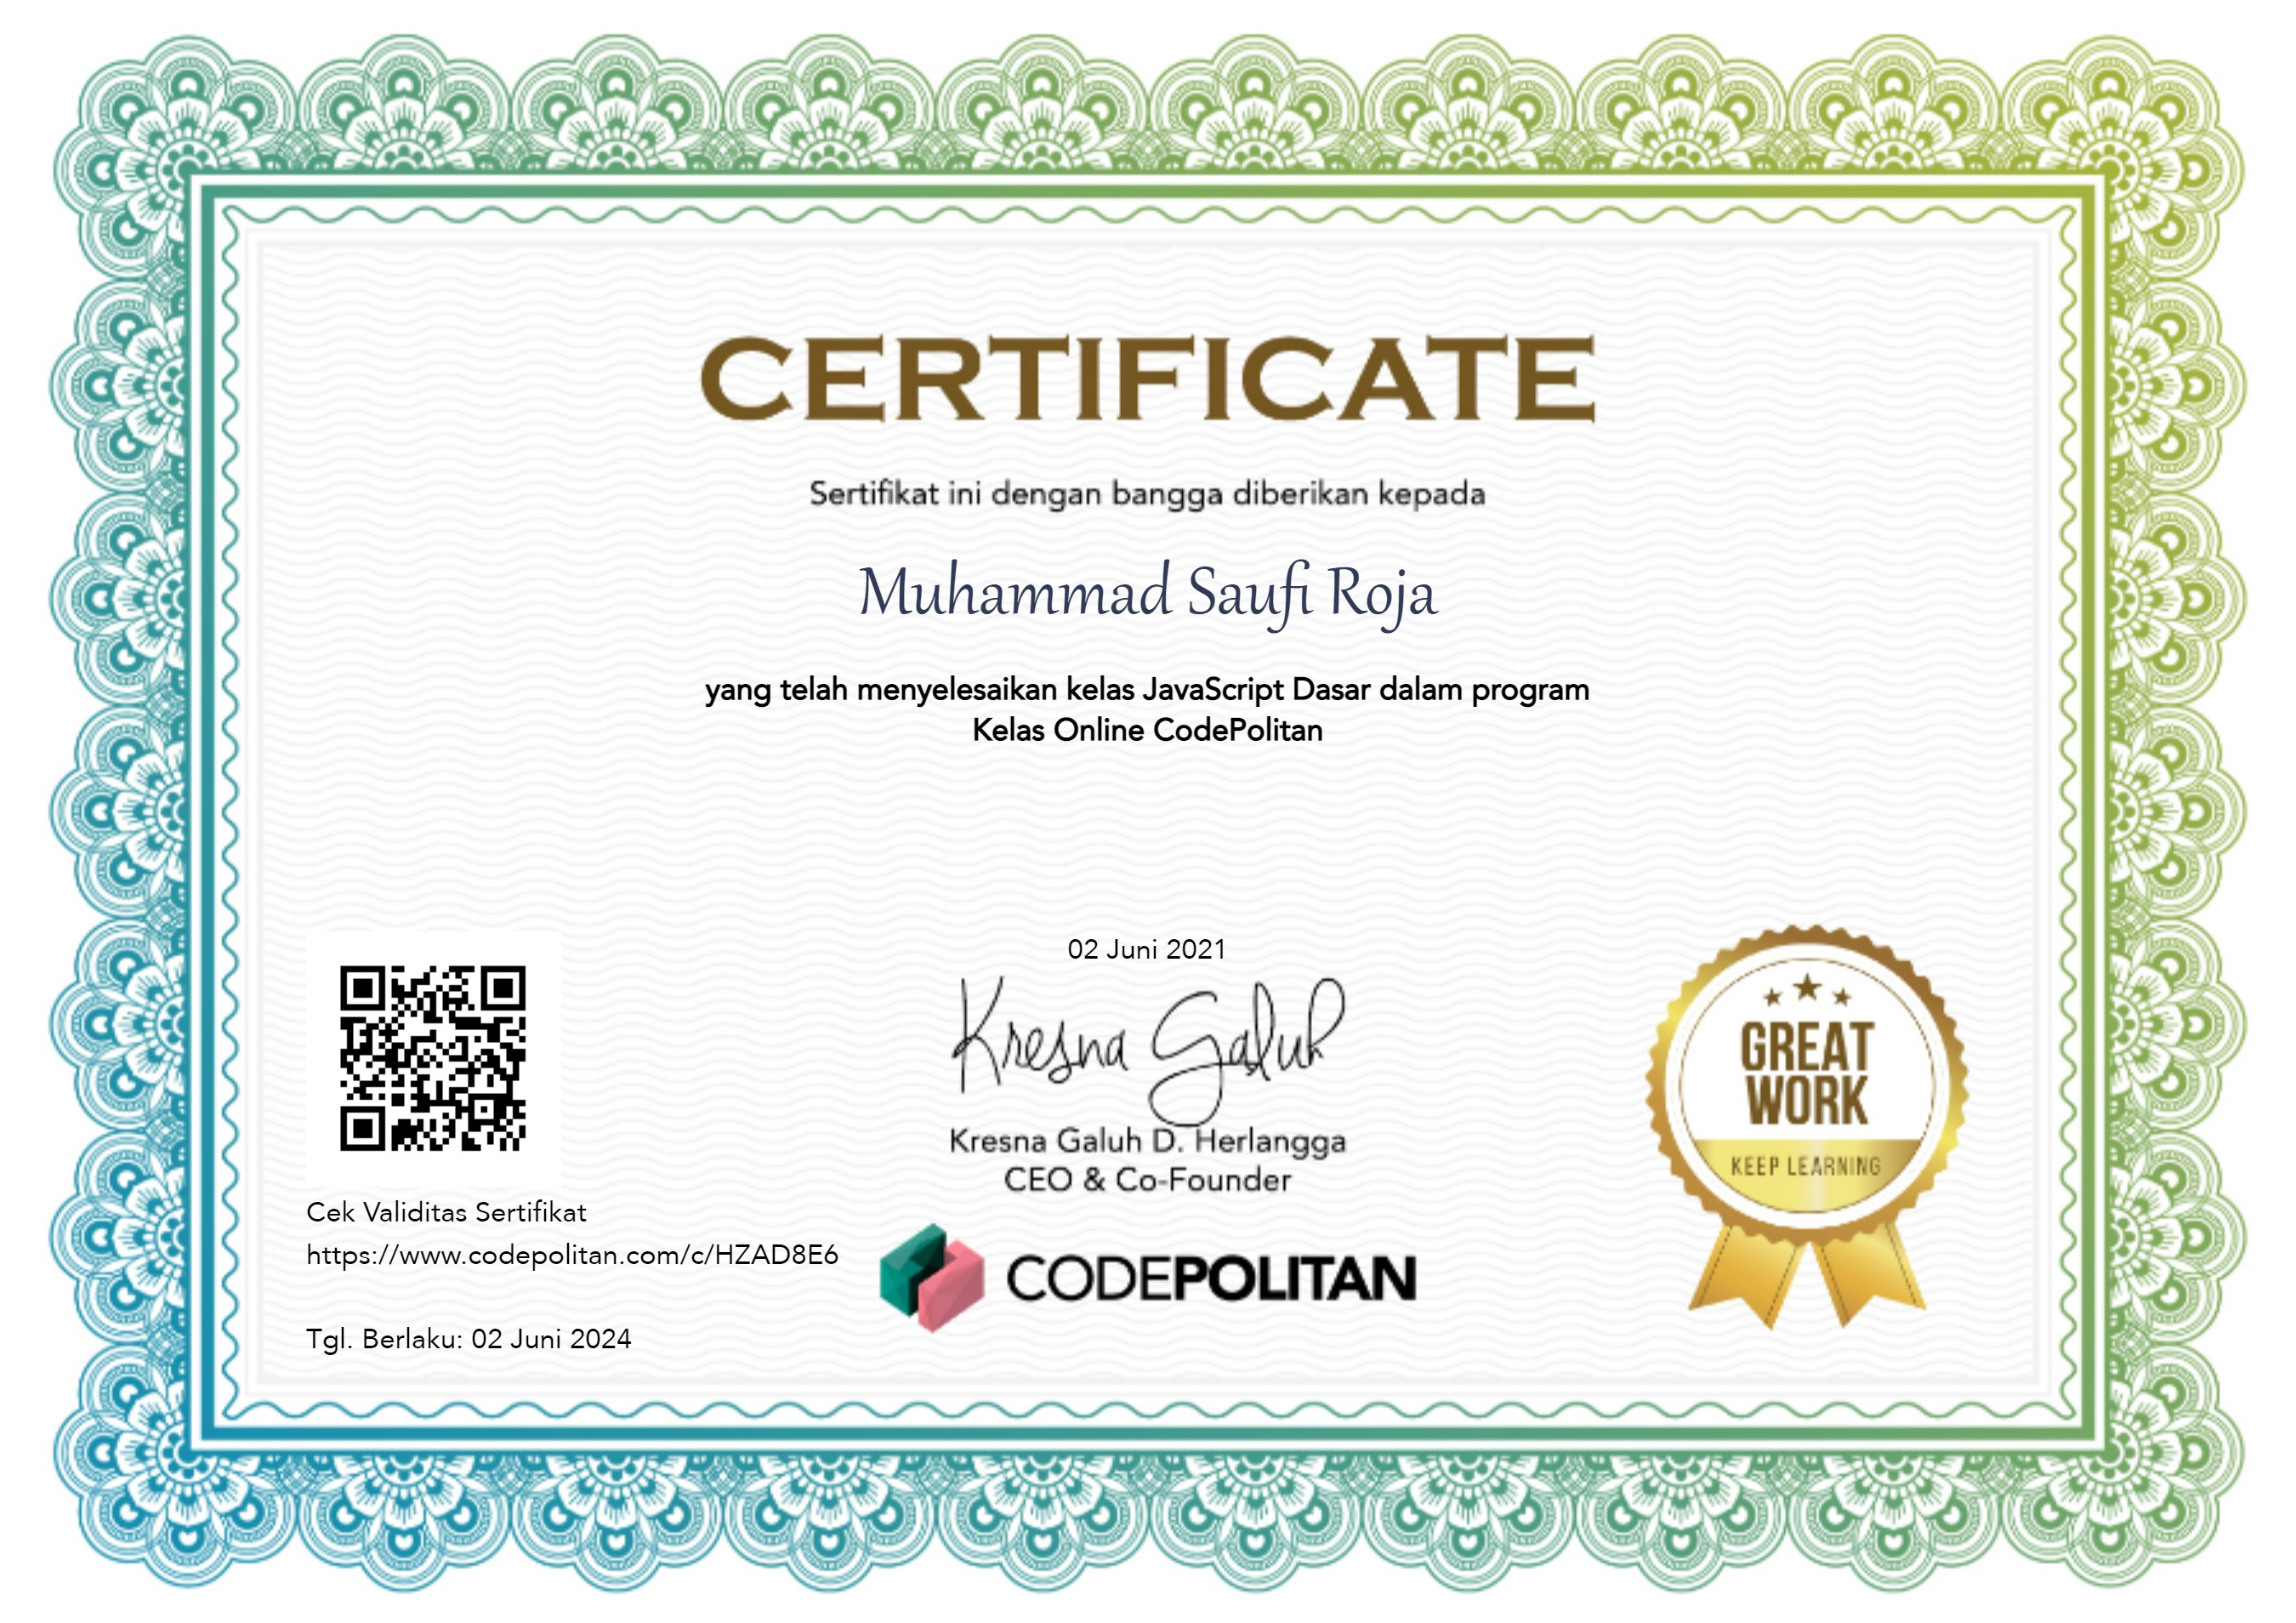 CERTIFICATE
Sertifikat ini dengan bangga diberikan kepada
Muhammad Saufi Roja
yang telah menyelesaikan kelas JavaScript Dasar dalam program
Kelas Online CodePolitan
02 Juni 2021
Kresna Galuh
Kresna Galuh D. Herlangga
CEO & Co-Founder
CODEPOLITAN
Cek Validitas Sertifikat
https://www.codepolitan.com/c/HZAD8E6
Tgl. Berlaku: 02 Juni 2024
GREAT
WORK
KEEP LEARNING